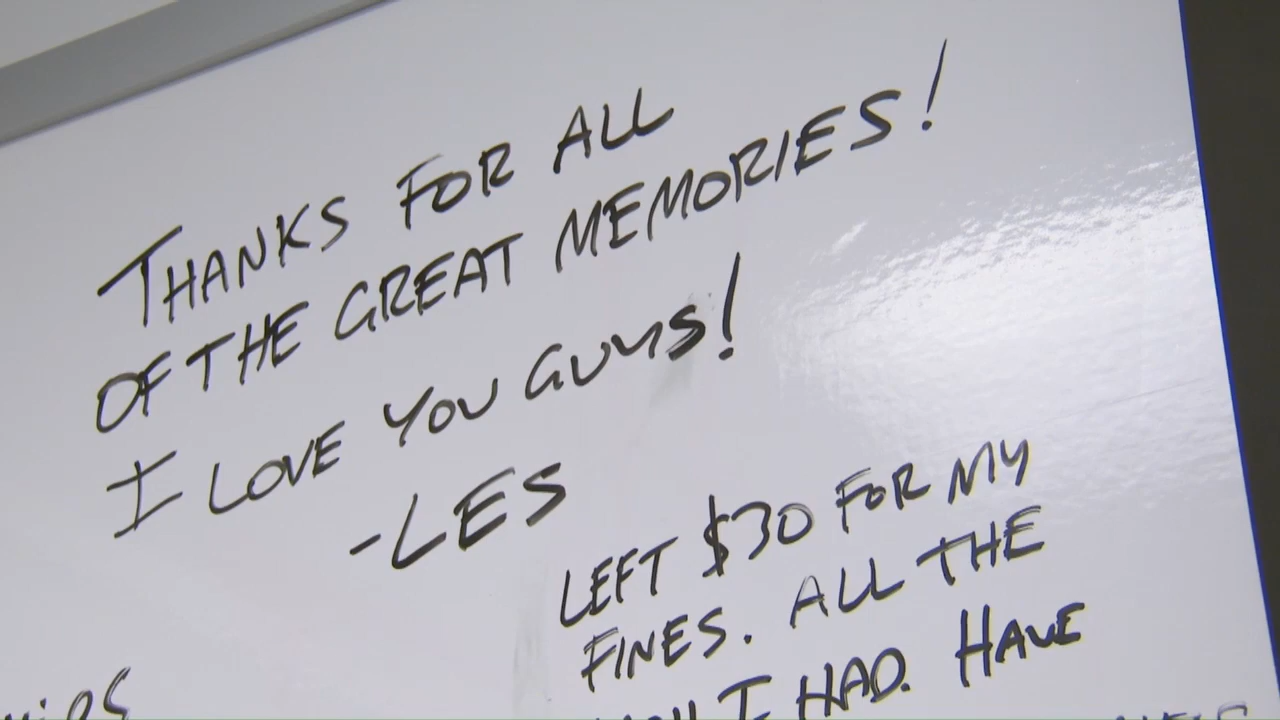 THANKS FOR ALL
OF THE GREAT MEMORIES!
I LOVE YOU GUYS!
-LES
LEFT $30 FOR MY
FINES. ALL THE
I HAD. HAVE